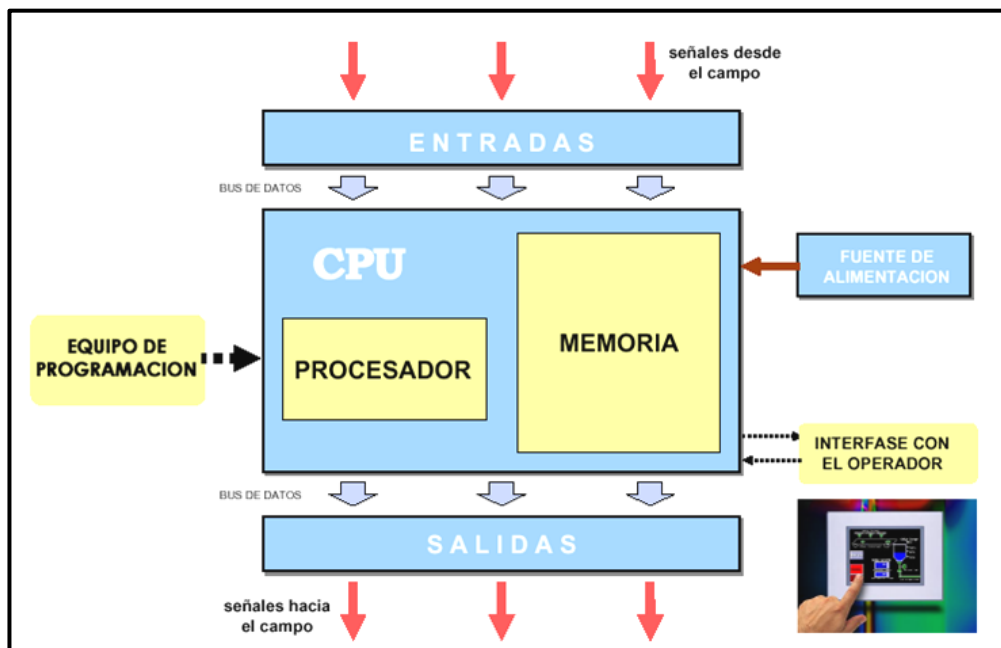 señales desde
el campo
ENTRADAS
BUS DE DATOS
CPU
PROCESADOR
MEMORIA
FUENTE DE
ALIMENTACION
EQUIPO DE
PROGRAMACION
INTERFASE CON
EL OPERADOR
BUS DE DATOS
SALIDAS
señales hacia
el campo